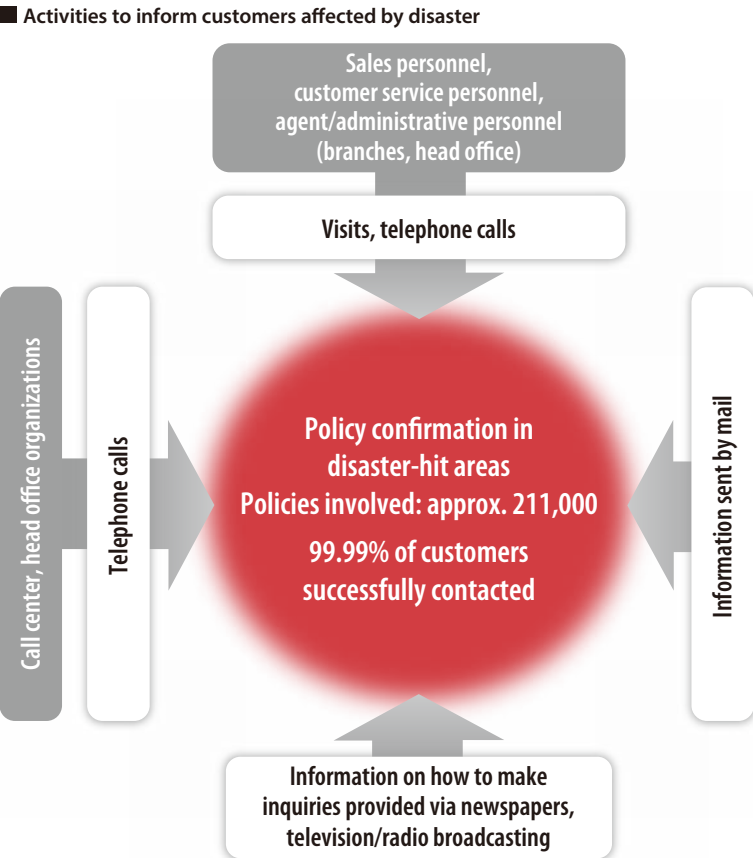 Activities to inform customers affected by disaster
Sales personnel,
customer service personnel,
agent/administrative personnel
(branches, head office)
Visits, telephone calls
Call center, head office organizations
Telephone calls
Policy confirmation in
disaster-hit areas
Policies involved: approx. 211,000
99.99% of customers
successfully contacted
Information sent by mail
Information on how to make
inquiries provided via newspapers,
television/radio broadcasting